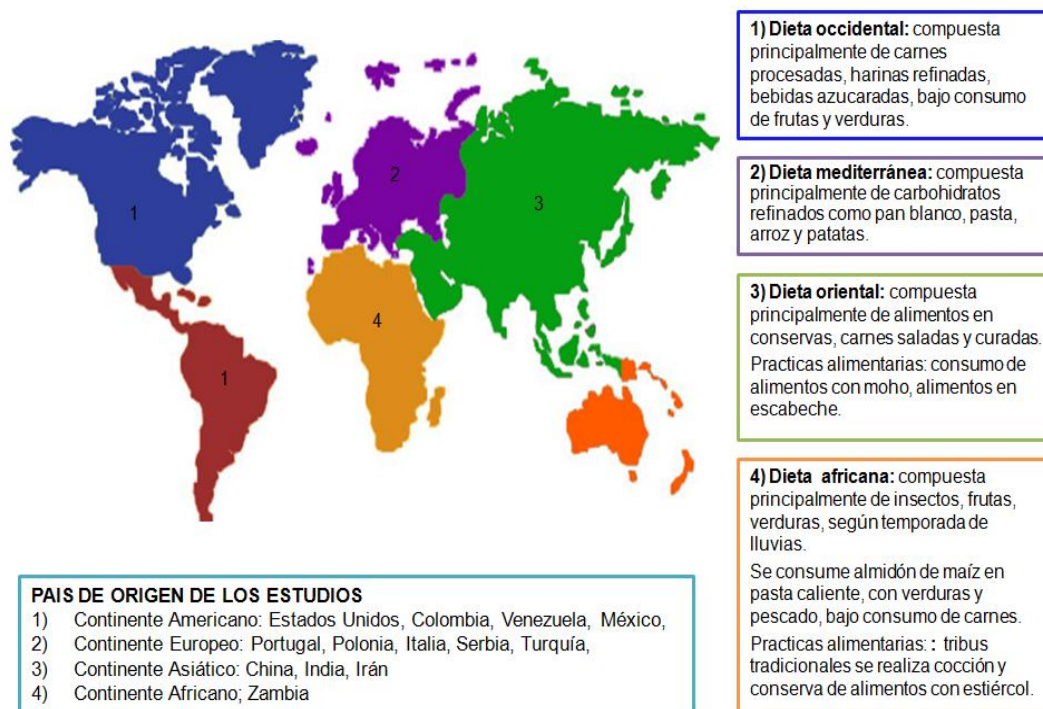 1) Dieta occidental: compuesta
principalmente de carnes
procesadas, harinas refinadas,
bebidas azucaradas, bajo consumo
de frutas y verduras.
2) Dieta mediterránea: compuesta
principalmente de carbohidratos
refinados como pan blanco, pasta,
arroz y patatas.
3) Dieta oriental: compuesta
principalmente de alimentos en
conservas, carnes saladas y curadas.
Practicas alimentarias: consumo de
alimentos con moho, alimentos en
escabeche.
4) Dieta africana: compuesta
principalmente de insectos, frutas,
verduras, según temporada de
lluvias.
Se consume almidón de maíz en
pasta caliente, con verduras y
pescado, bajo consumo de carnes.
Practicas alimentarias: : tribus
tradicionales se realiza cocción y
conserva de alimentos con estiércol.
1
2
3
4
1
PAIS DE ORIGEN DE LOS ESTUDIOS
1) Continente Americano: Estados Unidos, Colombia, Venezuela, México,
2) Continente Europeo: Portugal, Polonia, Italia, Serbia, Turquía,
3) Continente Asiático: China, India, Irán
4) Continente Africano; Zambia